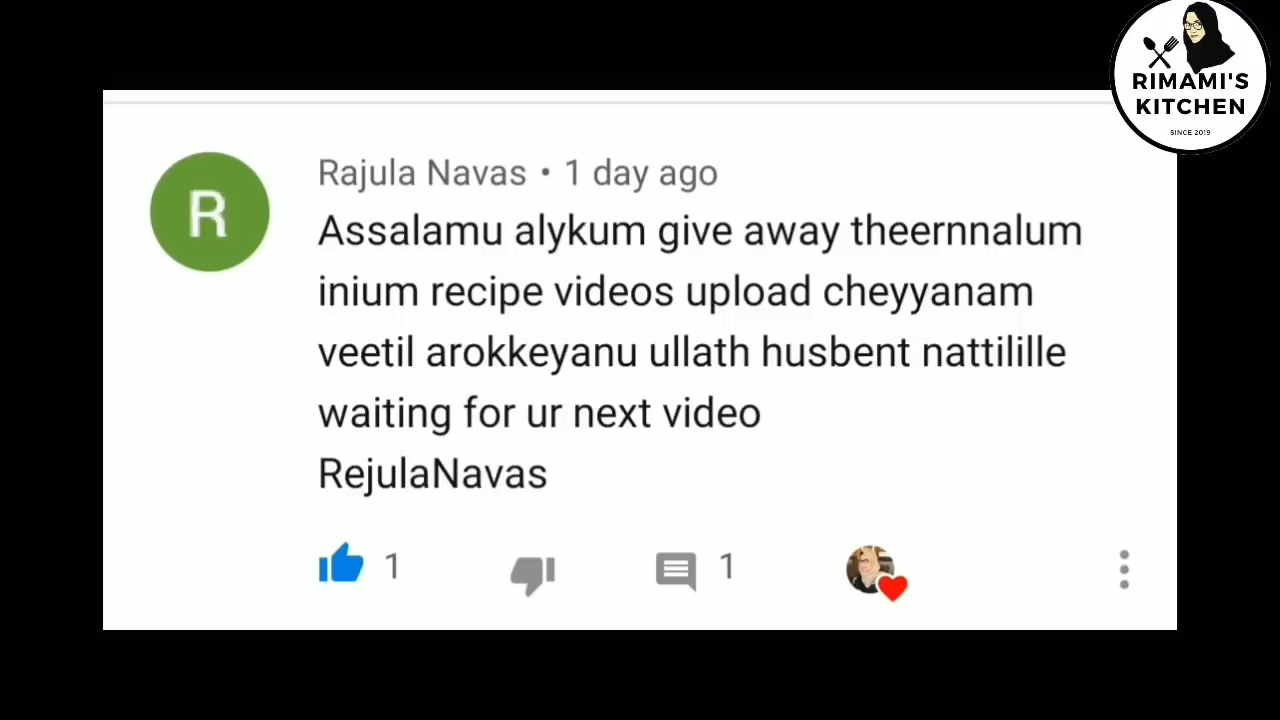 RIMAMI'S
KITCHEN
SINCE 2019
R
Rajula Navas • 1 day ago
Assalamu alykum give away theernnalum
inium recipe videos upload cheyyanam
veetil arokkeyanu ullath husbent nattilille
waiting for ur next video
RejulaNavas
1
1